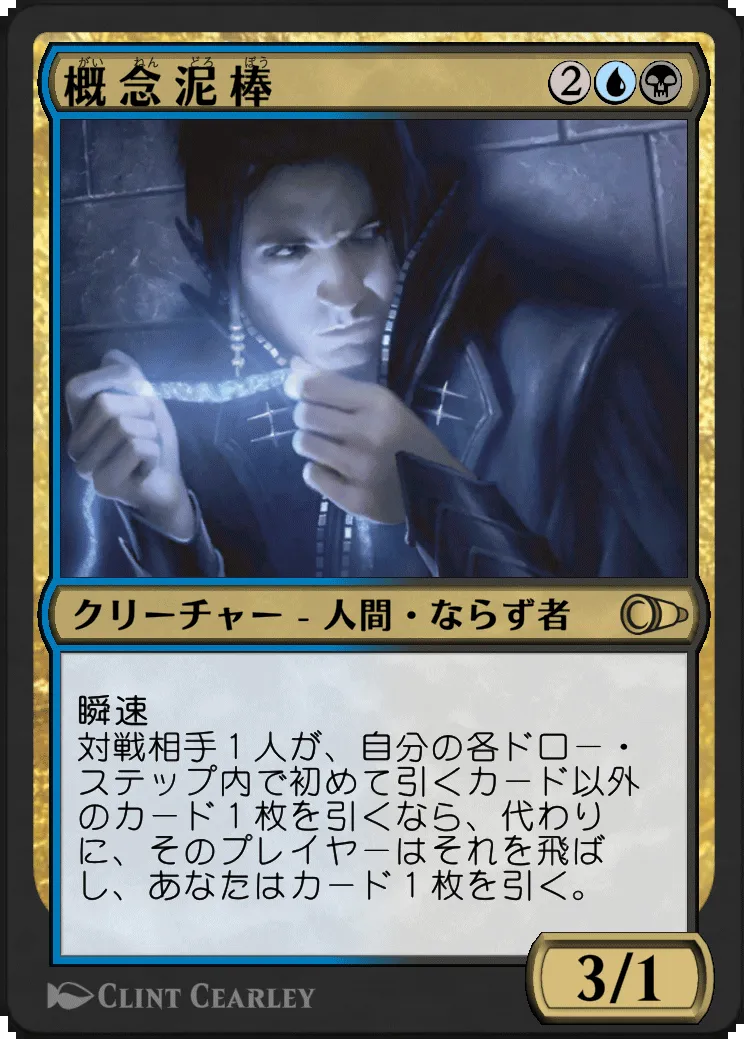 がい ねん どろ ぼう
概念泥棒 2
クリーチャー - 人間・ならず者
瞬速
対戦相手1人が、自分の各ドロー・
ステップ内で初めて引くカード以外
のカード1枚を引くなら、代わり
に、そのプレイヤーはそれを飛ば
し、あなたはカード1枚を引く。
3/1
CLINT CEARLEY